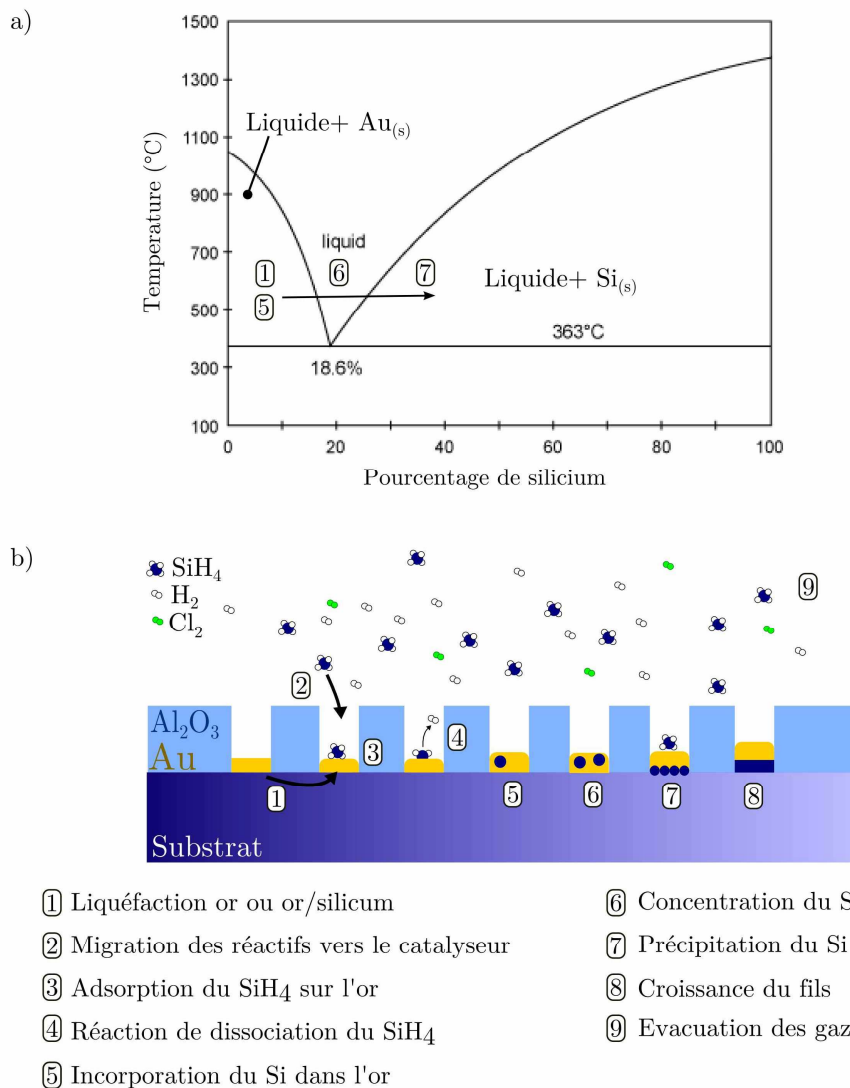 a)
1500
1300
1100
900
700
500
300
100
Temperature (°C)
Liquide+ Au(s)
liquid
1
6
7
5
Liquide+ Si(s)
363°C
18.6%
0
20
40
60
80
100
Pourcentage de silicium
b)
SiH4
H2
Cl2
9
2
Al2O3
Au
3
4
1
5
6
7
8
Substrat
1 Liquéfaction or ou or/silicum
2 Migration des réactifs vers le catalyseur
3 Adsorption du SiH4 sur l'or
4 Réaction de dissociation du SiH4
5 Incorporation du Si dans l'or
6 Concentration du S
7 Précipitation du Si
8 Croissance du fils
9 Evacuation des gaz